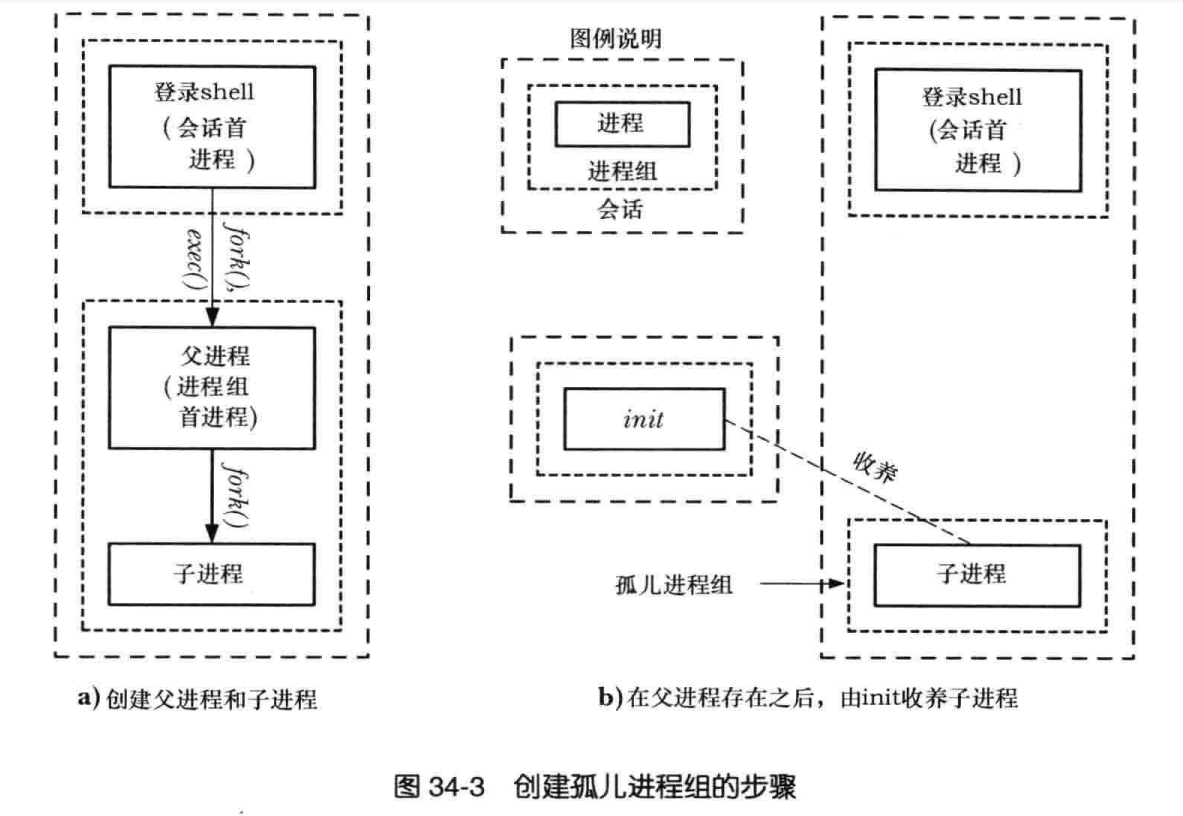 登录shell
(会话首
进程)
fork(),
exec()
父进程
(进程组
首进程)
fork()
子进程
a)创建父进程和子进程
图例说明
进程
进程组
会话
登录shell
(会话首
进程)
init
收养
孤儿进程组
子进程
b)在父进程存在之后，由init收养子进程
图 34-3 创建孤儿进程组的步骤